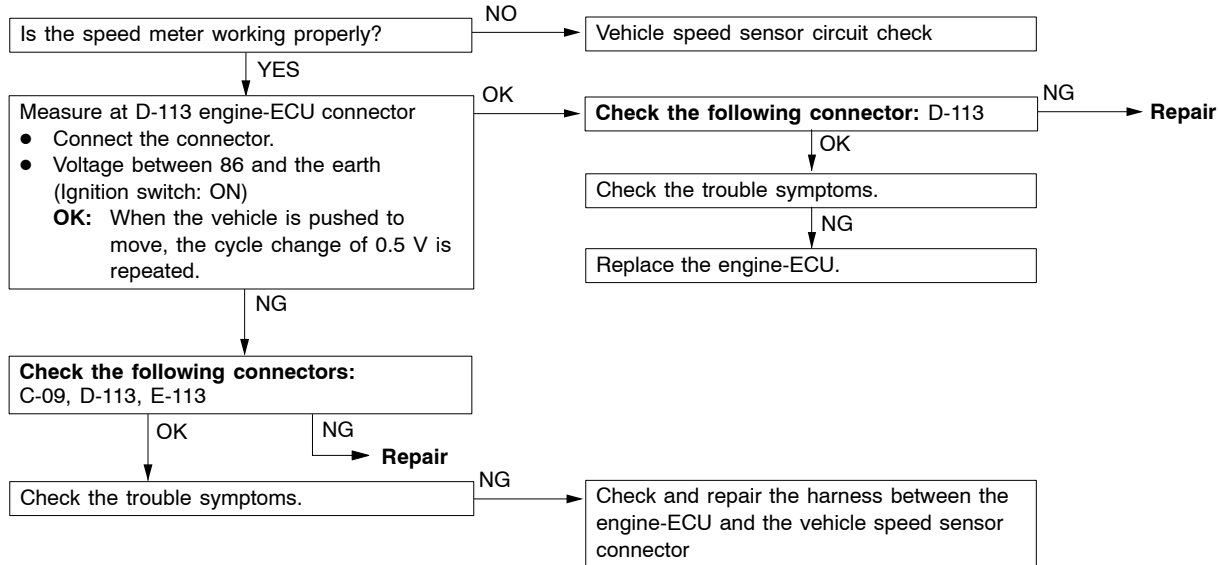 Is the speed meter working properly?
NO
Vehicle speed sensor circuit check
YES
Measure at D-113 engine-ECU connector
● Connect the connector.
● Voltage between 86 and the earth
(Ignition switch: ON)
OK: When the vehicle is pushed to
move, the cycle change of 0.5 V is
repeated.
OK
Check the following connector: D-113
NG
Repair
OK
Check the trouble symptoms.
NG
Replace the engine-ECU.
NG
Check the following connectors:
C-09, D-113, E-113
OK
NG
Repair
Check the trouble symptoms.
NG
Check and repair the harness between the
engine-ECU and the vehicle speed sensor
connector